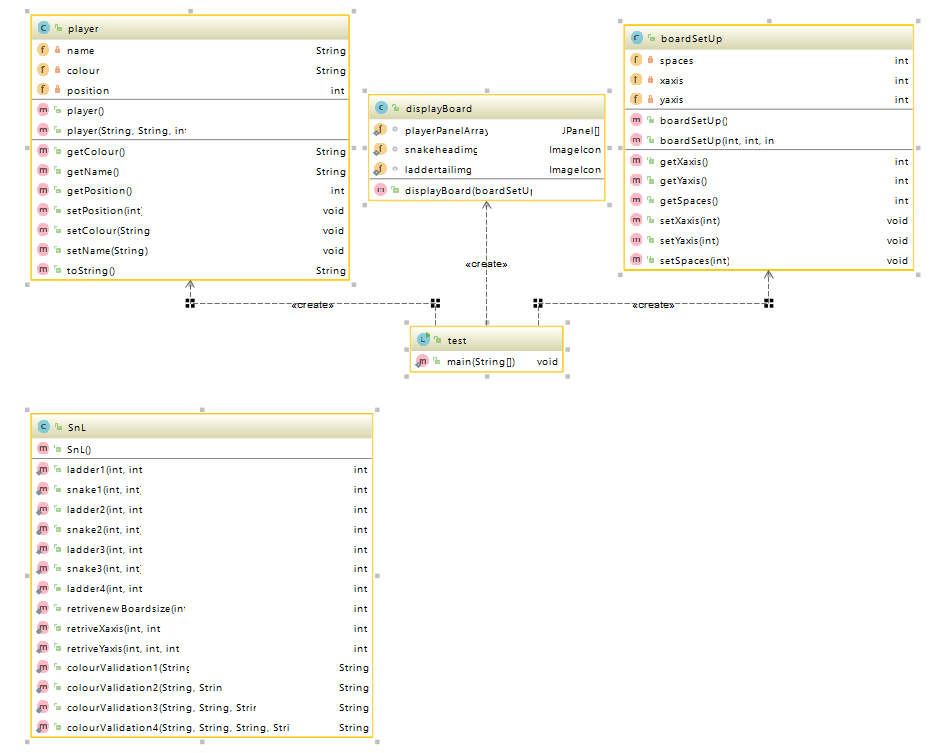 player
name String
colour String
position int
player()
player(String, String, int
getColour() String
getName() String
getPosition() int
setPosition(int) void
setColour(String void
setName(String) void
toString() String
displayBoard
playerPanelArray JPanel[]
snakeheadimg ImageIcon
laddertailimg ImageIcon
displayBoard(boardSetU
boardSetUp
spaces int
xaxis int
yaxis int
boardSetUp()
boardSetUp(int, int, in
getXaxis() int
getYaxis() int
getSpaces() int
setXaxis(int) void
setYaxis(int) void
setSpaces(int) void
«create»
«create»
«create»
test
main(String[]) void
SnL
SnL()
ladder1(int, int int
snake1(int, int) int
ladder2(int, int int
snake2(int, int) int
ladder3(int, int int
snake3(int, int) int
ladder4(int, int int
retrivenewBoardsize(int int
retriveXaxis(int, int int
retriveYaxis(int, int, int int
colourValidation1(String String
colourValidation2(String, Strin String
colourValidation3(String, String, Strir String
colourValidation4(String, String, String, Stri String